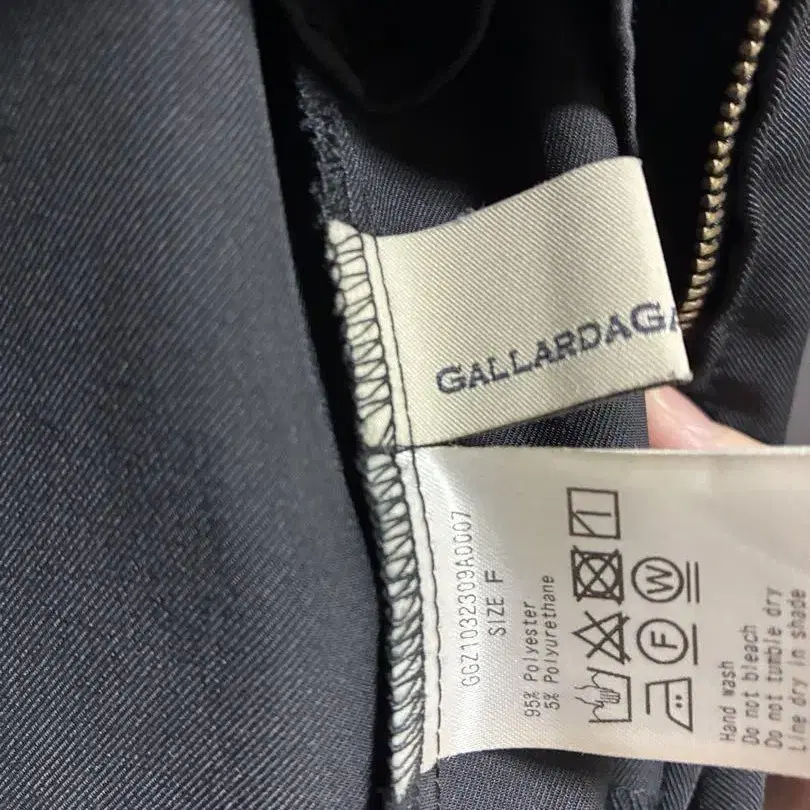 GALLARDAGA
GGZ1032309A0007
SIZE F
95% Polyester
5% Polyurethane
W
F
Hand wash
Do not bleach
Do not tumble dry
Line dry in shade